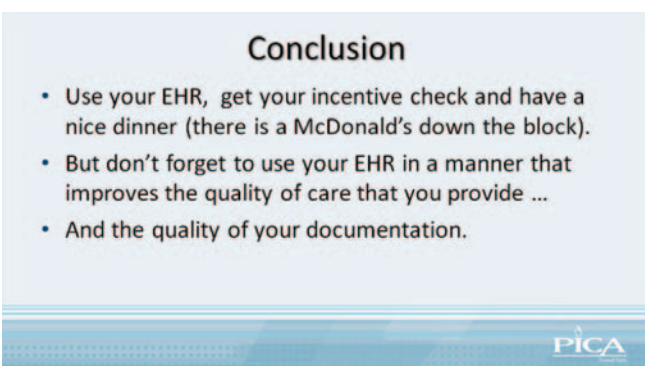 Conclusion
• Use your EHR,  get your incentive check and have a
nice dinner (there is a McDonald’s down the block).
• But don’t forget to use your EHR in a manner that
improves the quality of care that you provide …
• And the quality of your documentation.
PICA